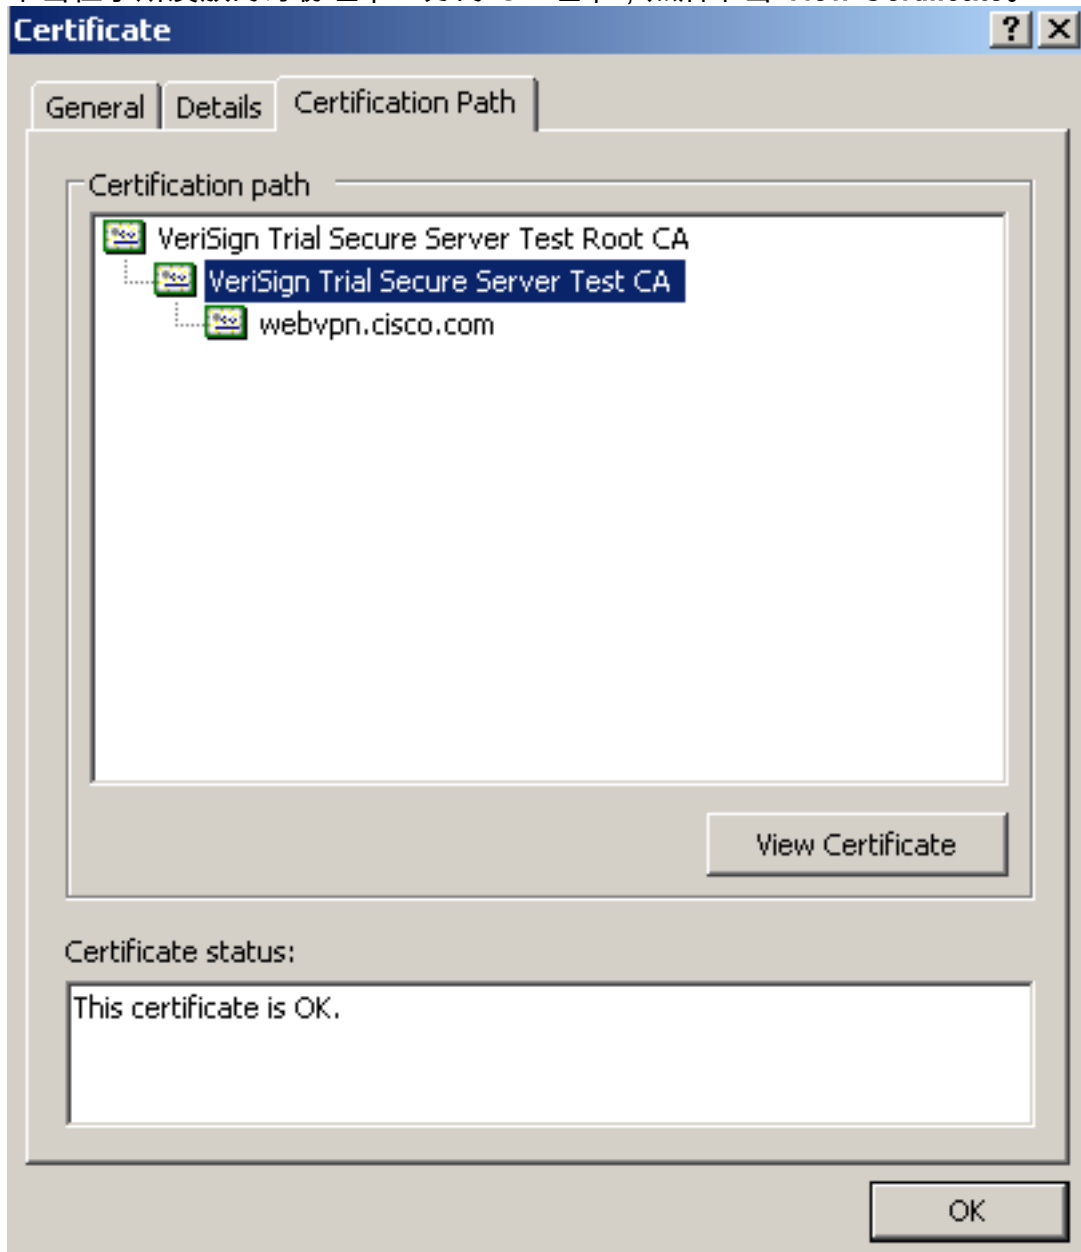 Certificate
General
Details
Certification Path
Certification path
VeriSign Trial Secure Server Test Root CA
VeriSign Trial Secure Server Test CA
webvpn.cisco.com
View Certificate
Certificate status:
This certificate is OK.
OK